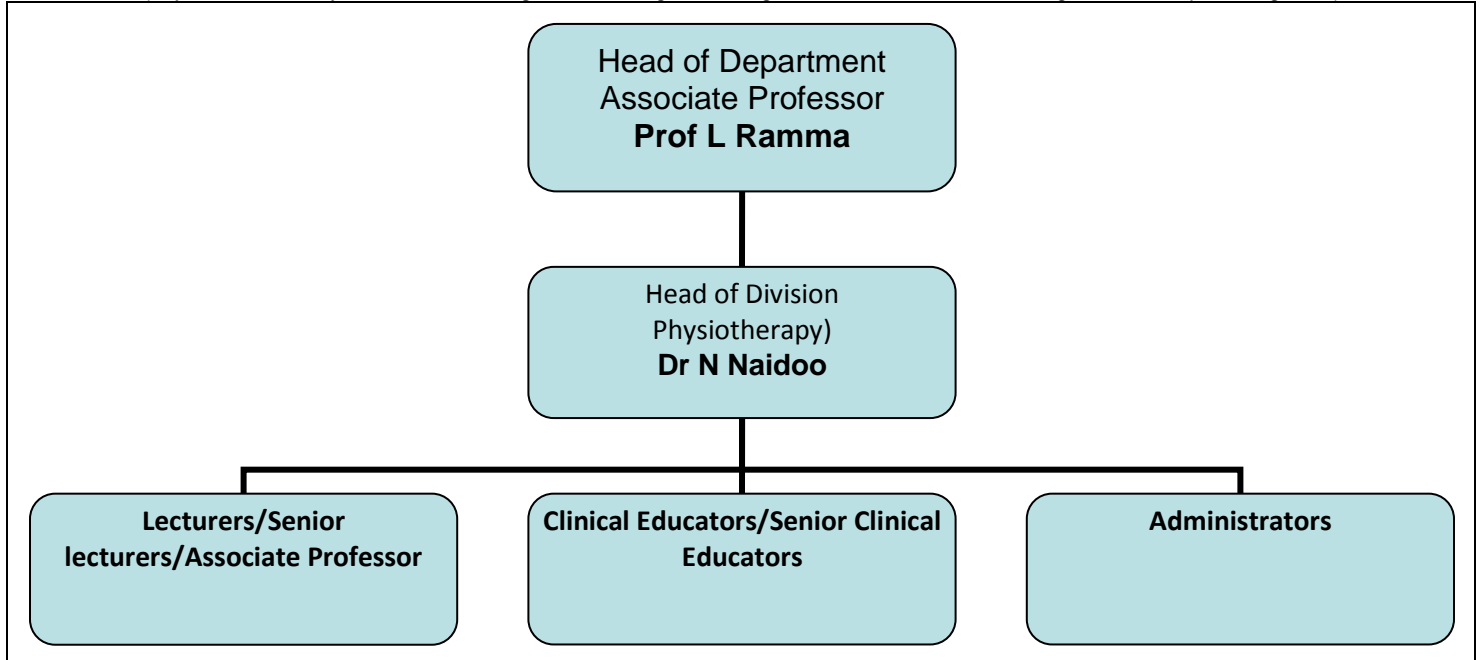 Head of Department
Associate Professor
Prof L Ramma
Head of Division
Physiotherapy)
Dr N Naidoo
Lecturers/Senior
lecturers/Associate Professor
Clinical Educators/Senior Clinical
Educators
Administrators